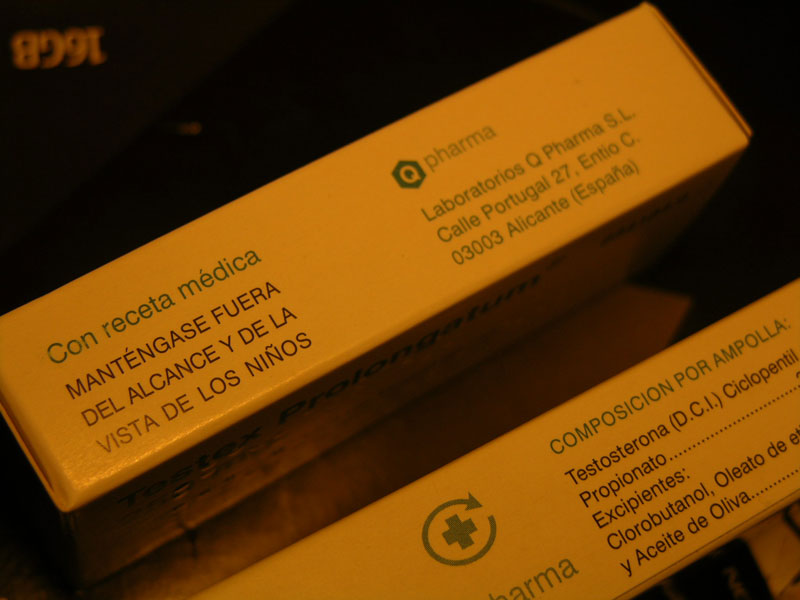 16GB
Q pharma
Laboratorios Q Pharma S.L.
Calle Portugal 27, Entlo C.
03003 Alicante (España)
Con receta médica
MANTÉNGASE FUERA
DEL ALCANCE Y DE LA
VISTA DE LOS NIÑOS
Testex Prolongatum
COMPOSICION POR AMPOLLA:
Testosterona (D.C.I.) Ciclopentil
Propionato
Excipientes:
Clorobutanol, Oleato de
y Aceite de Oliva
pharma